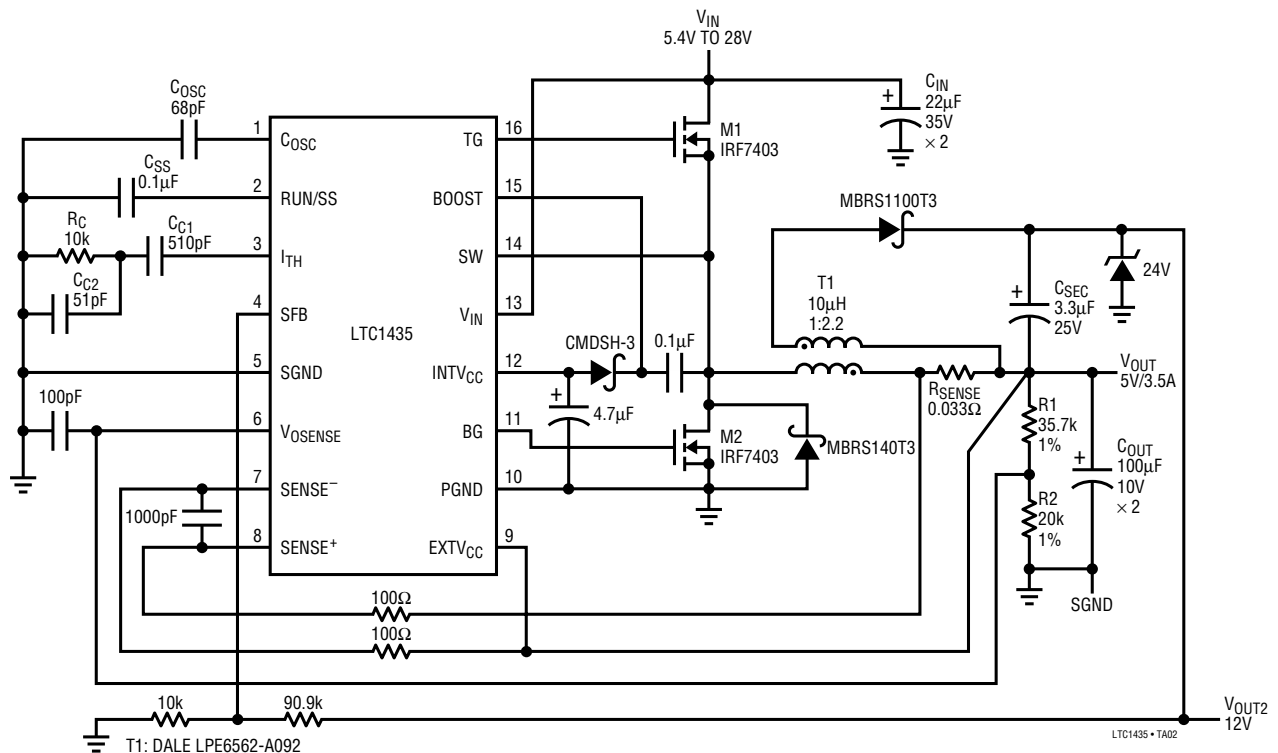 V_IN
5.4V TO 28V
C_OSC
68pF
C_SS
0.1µF
R_C
10k
C_C1
510pF
C_C2
51pF
100pF
1000pF
1
2
3
4
5
6
7
8
C_OSC
RUN/SS
I_TH
SFB
SGND
V_OSENSE
SENSE⁻
SENSE⁺
LTC1435
TG
BOOST
SW
V_IN
INTV_CC
BG
PGND
EXTV_CC
16
15
14
13
12
11
10
9
M1
IRF7403
+
C_IN
22µF
35V
× 2
MBRS1100T3
24V
T1
10µH
1:2.2
+
C_SEC
3.3µF
25V
CMDSH-3
0.1µF
+
4.7µF
R_SENSE
0.033Ω
V_OUT
5V/3.5A
M2
IRF7403
MBRS140T3
R1
35.7k
1%
+
C_OUT
100µF
10V
× 2
R2
20k
1%
SGND
100Ω
100Ω
10k
90.9k
V_OUT2
12V
T1: DALE LPE6562-A092
LTC1435 • TA02